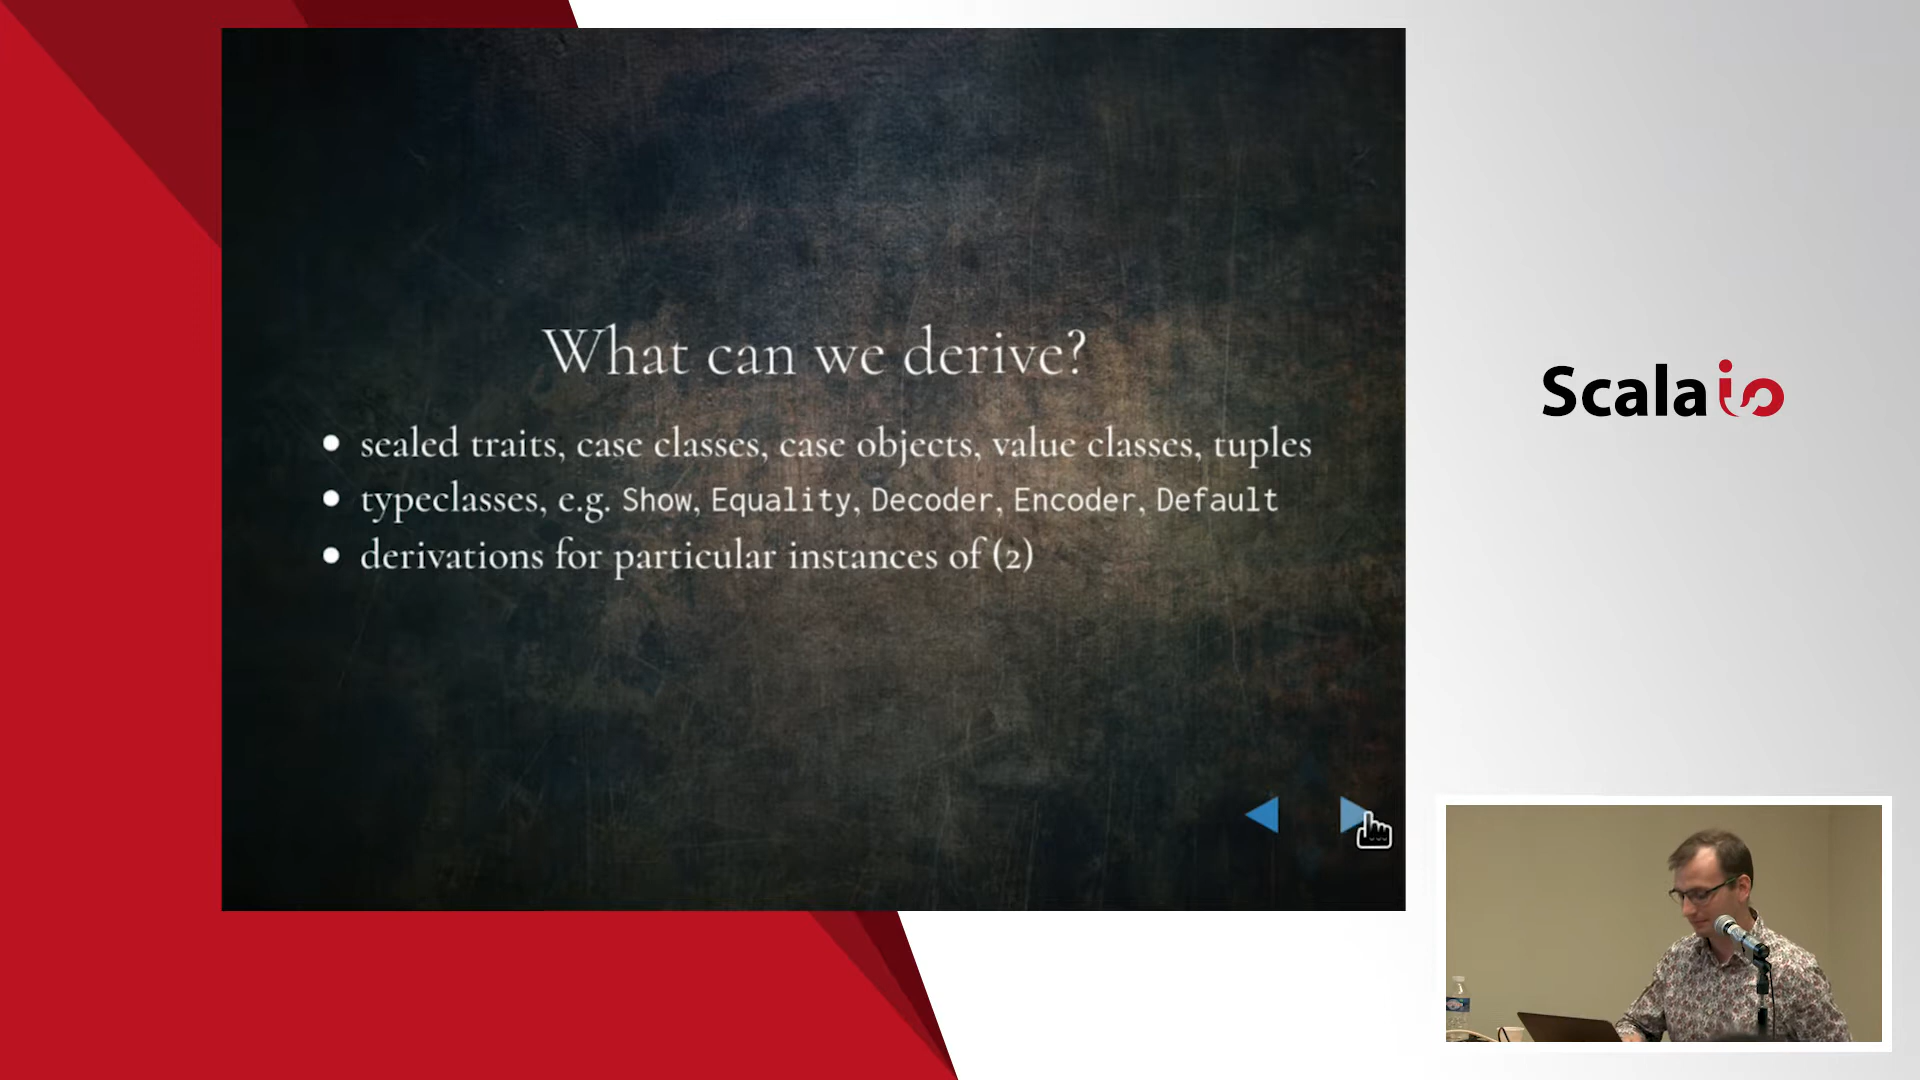 What can we derive?
sealed traits, case classes, case objects, value classes, tuples
typeclasses, e.g. Show, Equality, Decoder, Encoder, Default
derivations for particular instances of (2)
Scala io